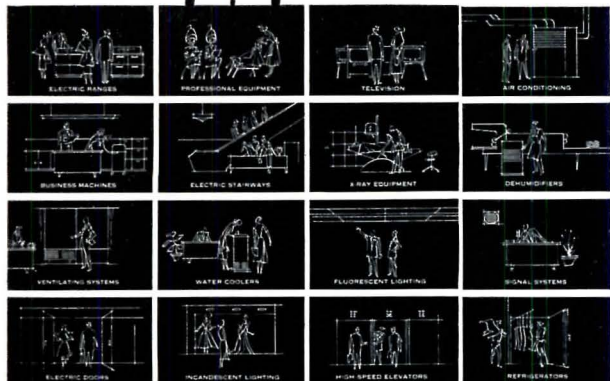 ELECTRIC RANGES
PROFESSIONAL EQUIPMENT
TELEVISION
AIR CONDITIONING
BUSINESS MACHINES
ELECTRIC STAIRWAYS
X-RAY EQUIPMENT
DEHUMIDIFIERS
VENTILATING SYSTEMS
WATER COOLERS
FLUORESCENT LIGHTING
SIGNAL SYSTEMS
ELECTRIC DOORS
INCANDESCENT LIGHTING
HIGH-SPEED ELEVATORS
REFRIGERATORS